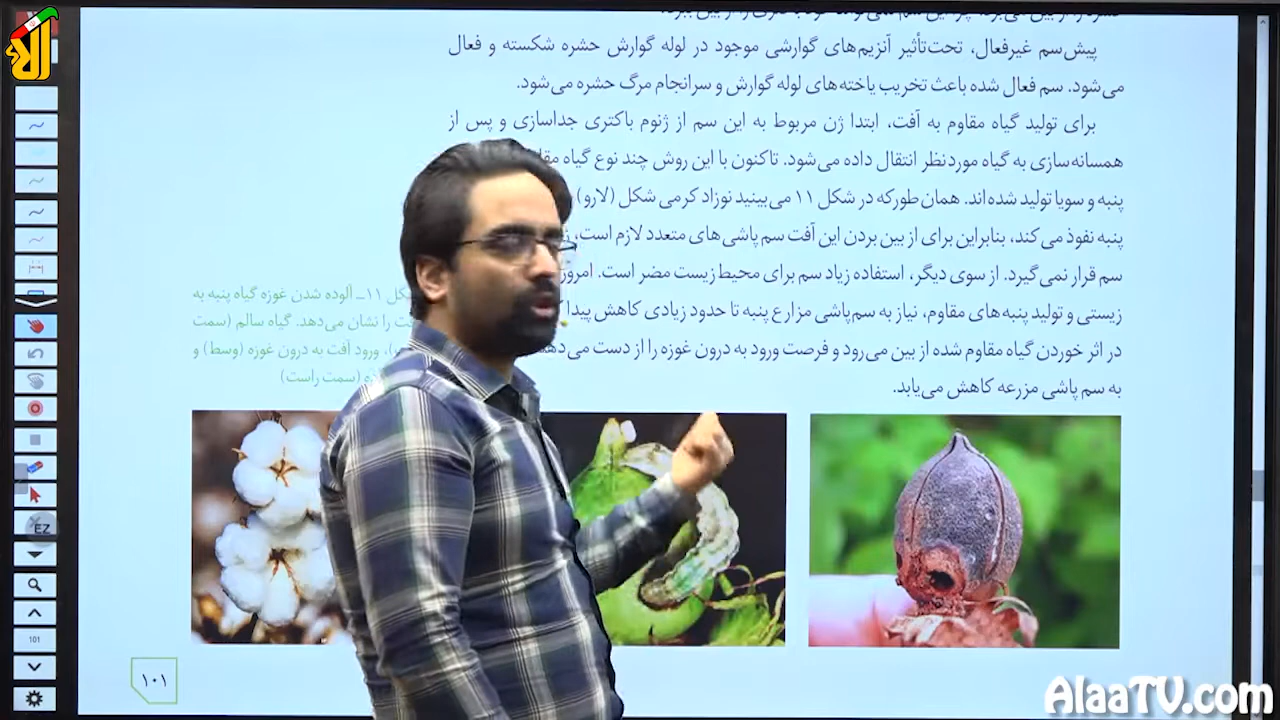 پیش‌سم غیرفعال، تحت‌تأثیر آنزیم‌های گوارشی موجود در لوله گوارش حشره شکسته و فعال
می‌شود. سم فعال شده باعث تخریب یاخته‌های لوله گوارش و سرانجام مرگ حشره می‌شود.
برای تولید گیاه مقاوم به آفت، ابتدا ژن مربوط به این سم از ژنوم باکتری جداسازی و پس از
همسانه‌سازی به گیاه موردنظر انتقال داده می‌شود. تاکنون با این روش چند نوع گیاه
پنبه و سویا تولید شده‌اند. همان‌طورکه در شکل ۱۱ می‌بینید نوزاد کرمی شکل (لارو)
پنبه نفوذ می‌کند، بنابراین برای از بین بردن این آفت سم پاشی‌های متعدد لازم است،
سم قرار نمی‌گیرد. از سوی دیگر، استفاده زیاد سم برای محیط زیست مضر است.
زیستی و تولید پنبه‌های مقاوم، نیاز به سم‌پاشی مزارع پنبه تا حدود زیادی کاهش پیدا
در اثر خوردن گیاه مقاوم شده از بین می‌رود و فرصت ورود به درون غوزه را از دست
به سم پاشی مزرعه کاهش می‌یابد.
۱۱ــ آلوده شدن غوزه گیاه پنبه به
را نشان می‌دهد. گیاه سالم (سمت
ورود آفت به درون غوزه (وسط) و
(سمت راست)
۱۰۱
EZ
101
الاء
AlaaTV.com